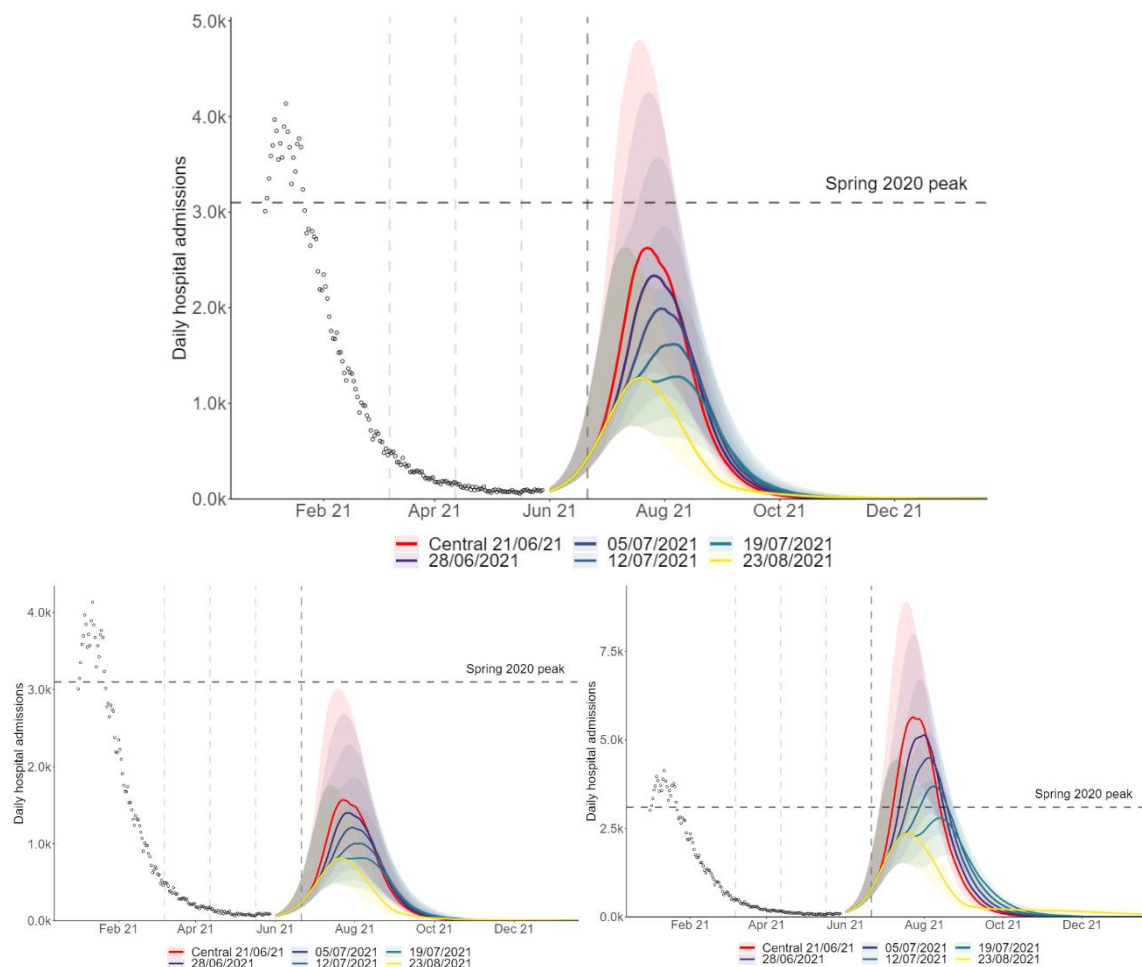 5.0k
4.0k
Spring 2020 peak
3.0k
2.0k
1.0k
0.0k
Daily hospital admissions
Feb 21 Apr 21 Jun 21 Aug 21 Oct 21 Dec 21
Central 21/06/21 05/07/2021 19/07/2021
28/06/2021 12/07/2021 23/08/2021
4.0k
Spring 2020 peak
3.0k
2.0k
1.0k
0.0k
Daily hospital admissions
Feb 21 Apr 21 Jun 21 Aug 21 Oct 21 Dec 21
Central 21/06/21 05/07/2021 19/07/2021
28/06/2021 12/07/2021 23/08/2021
7.5k
5.0k
Spring 2020 peak
2.5k
0.0k
Daily hospital admissions
Feb 21 Apr 21 Jun 21 Aug 21 Oct 21 Dec 21
Central 21/06/21 05/07/2021 19/07/2021
28/06/2021 12/07/2021 23/08/2021